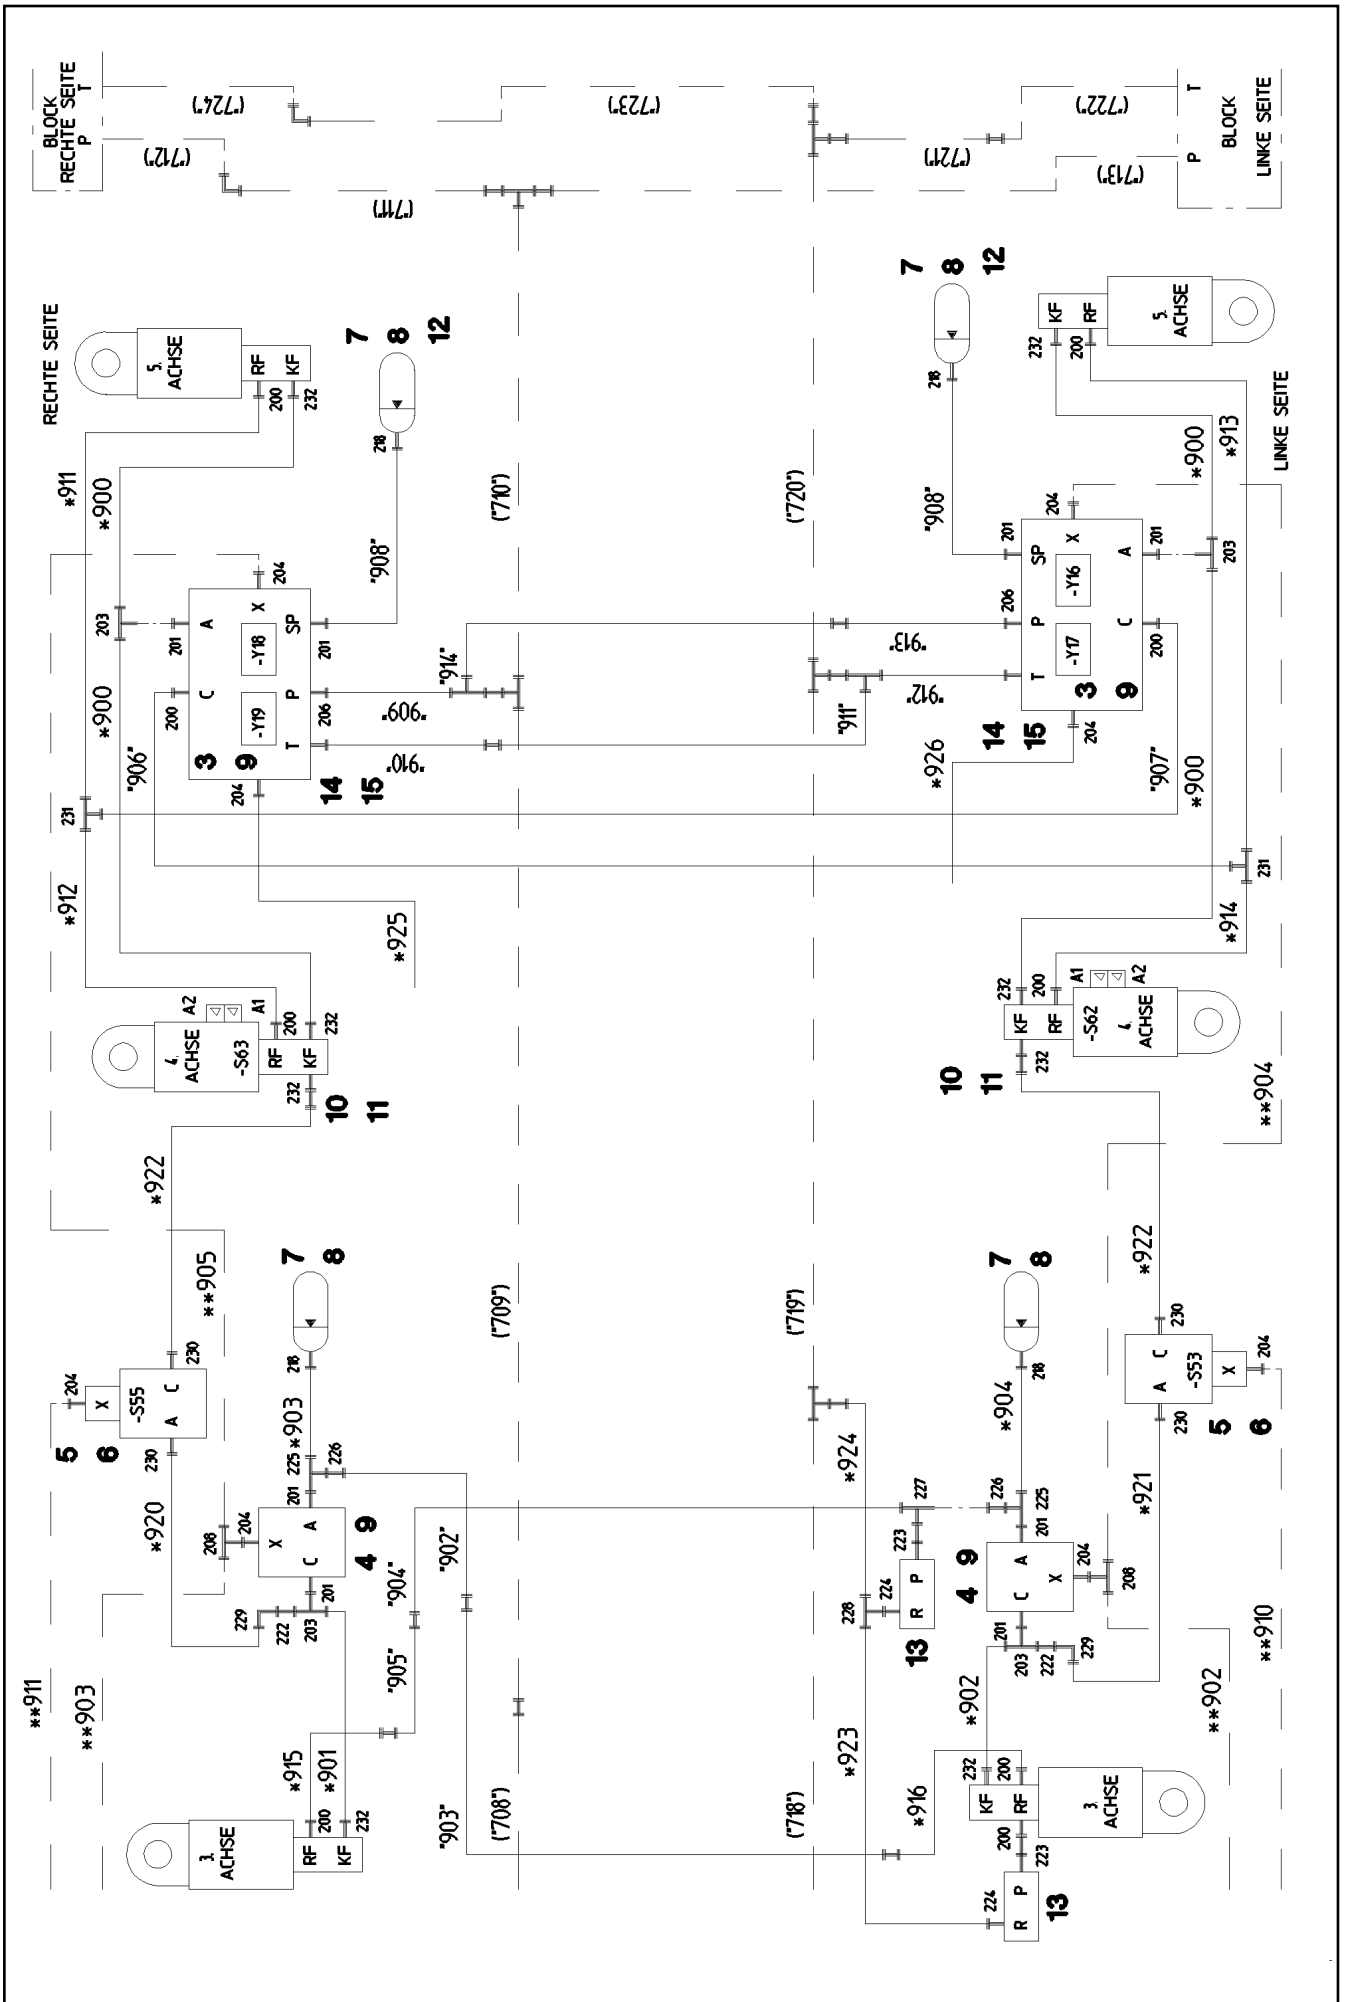 BLOCK
RECHTE SEITE
P T
("724")
("712")
("711")
("723")
("722")
("721")
("713")
P T
BLOCK
LINKE SEITE
RECHTE SEITE
5.
ACHSE
RF
KF
200
232
7
8
12
218
*911
*900
"908"
("710")
("720")
7
8
12
218
"908"
KF
RF
232
200
5.
ACHSE
*900
*913
LINKE SEITE
203
201
A
X
204
-Y18
SP
201
200
C
-Y19
P
206
T
3
9
204
14
15
*900
"906"
"914"
"909"
"910"
231
*912
*925
201
SP
X
204
-Y16
A
201
203
206
P
-Y17
C
200
T
3
9
14
15
204
"913"
"912"
"911"
*926
"907"
*900
231
*914
4.
ACHSE
-S63
A2
A1
RF
KF
200
232
232
10
11
*922
**905
KF
RF
232
200
232
-S62
4.
ACHSE
A1
A2
10
11
**904
*922
7
8
218
*903
("709")
("719")
7
8
218
*904
204
X
-S55
A C
230
230
5
6
*920
208
204
X
C A
201
225
226
4 9
201
229
222
203
"904"
"902"
"905"
*924
227
223
224
R P
228
13
226
225
201
C A
X
4 9
204
208
201
203
222
229
A C
-S53
X
204
230
230
5
6
*921
**911
**903
*915
*901
"903"
("708")
("718")
*923
*916
*902
**902
**910
3.
ACHSE
RF
KF
200
232
232
200
KF
RF
3.
ACHSE
200
223
224
R P
13